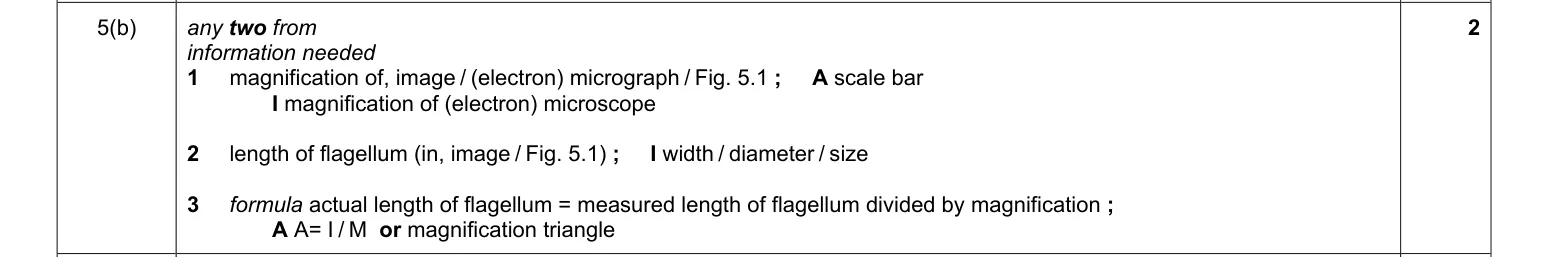 5(b) any two from 2
information needed
1 magnification of, image / (electron) micrograph / Fig. 5.1 ; A scale bar
I magnification of (electron) microscope
2 length of flagellum (in, image / Fig. 5.1) ; I width / diameter / size
3 formula actual length of flagellum = measured length of flagellum divided by magnification ;
A A= I / M or magnification triangle